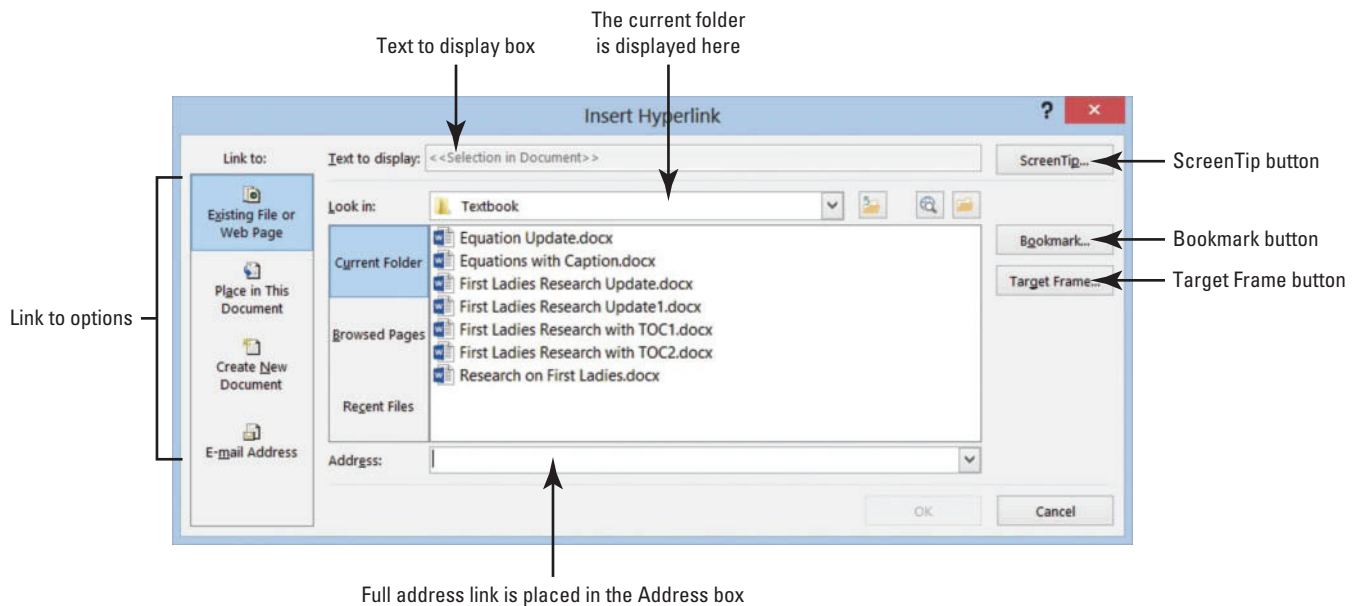 The current folder
is displayed here
Text to display box
Insert Hyperlink
?
Link to:
Text to display: <<Selection in Document>>
ScreenTip...
ScreenTip button
Existing File or
Web Page
Look in: Textbook
Current Folder
Equation Update.docx
Equations with Caption.docx
First Ladies Research Update.docx
First Ladies Research Update1.docx
First Ladies Research with TOC1.docx
First Ladies Research with TOC2.docx
Research on First Ladies.docx
Bookmark...
Bookmark button
Target Frame...
Target Frame button
Link to options
Place in This
Document
Browsed Pages
Create New
Document
Recent Files
E-mail Address
Address:
OK
Cancel
Full address link is placed in the Address box